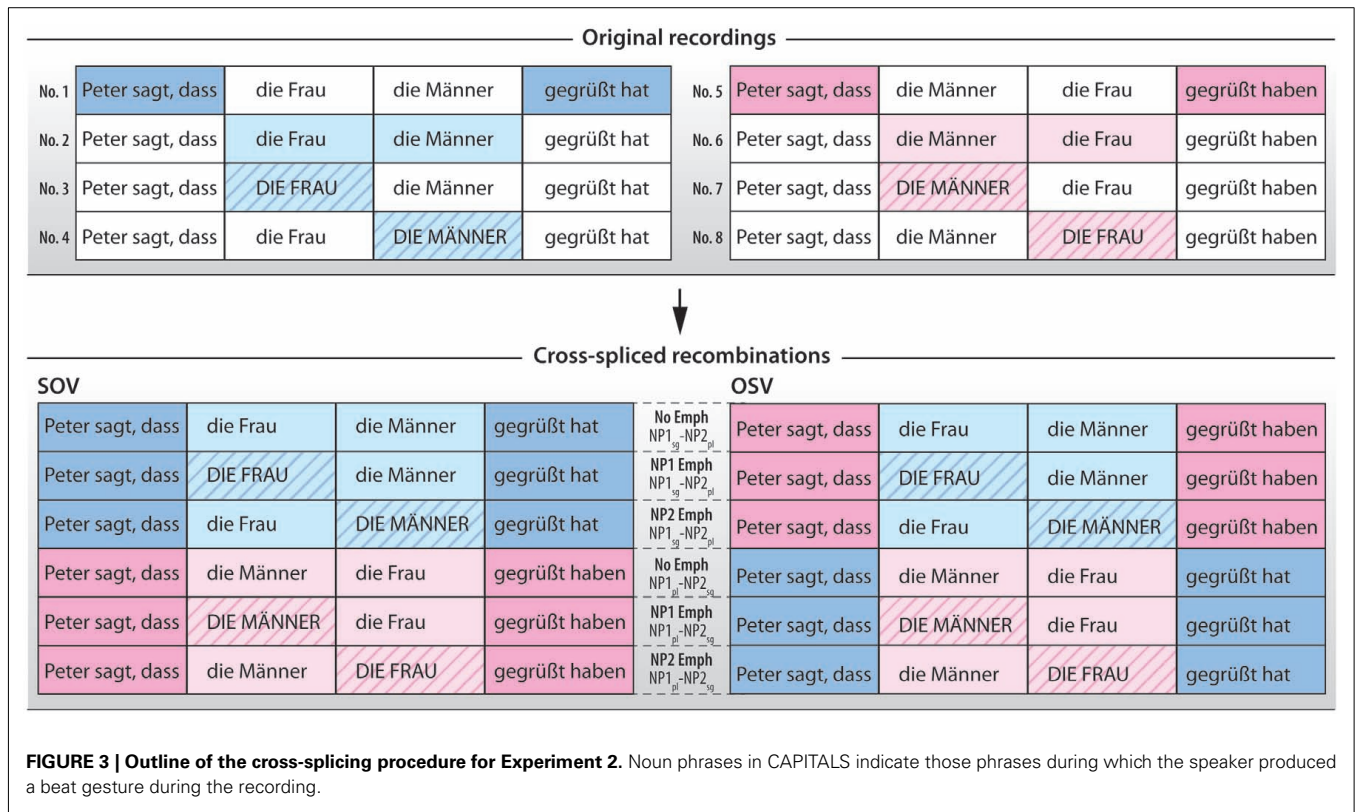 Original recordings
No. 1 Peter sagt, dass die Frau die Männer gegrüßt hat No. 5 Peter sagt, dass die Männer die Frau gegrüßt haben
No. 2 Peter sagt, dass die Frau die Männer gegrüßt hat No. 6 Peter sagt, dass die Männer die Frau gegrüßt haben
No. 3 Peter sagt, dass DIE FRAU die Männer gegrüßt hat No. 7 Peter sagt, dass DIE MÄNNER die Frau gegrüßt haben
No. 4 Peter sagt, dass die Frau DIE MÄNNER gegrüßt hat No. 8 Peter sagt, dass die Männer DIE FRAU gegrüßt haben
Cross-spliced recombinations
SOV OSV
Peter sagt, dass die Frau die Männer gegrüßt hat No Emph NP1sg-NP2pl Peter sagt, dass die Frau die Männer gegrüßt haben
Peter sagt, dass DIE FRAU die Männer gegrüßt hat NP1 Emph NP1sg-NP2pl Peter sagt, dass DIE FRAU die Männer gegrüßt haben
Peter sagt, dass die Frau DIE MÄNNER gegrüßt hat NP2 Emph NP1sg-NP2pl Peter sagt, dass die Frau DIE MÄNNER gegrüßt haben
Peter sagt, dass die Männer die Frau gegrüßt haben No Emph NP1pl-NP2sg Peter sagt, dass die Männer die Frau gegrüßt hat
Peter sagt, dass DIE MÄNNER die Frau gegrüßt haben NP1 Emph NP1pl-NP2sg Peter sagt, dass DIE MÄNNER die Frau gegrüßt hat
Peter sagt, dass die Männer DIE FRAU gegrüßt haben NP2 Emph NP1pl-NP2sg Peter sagt, dass die Männer DIE FRAU gegrüßt hat
FIGURE 3 | Outline of the cross-splicing procedure for Experiment 2. Noun phrases in CAPITALS indicate those phrases during which the speaker produced
a beat gesture during the recording.